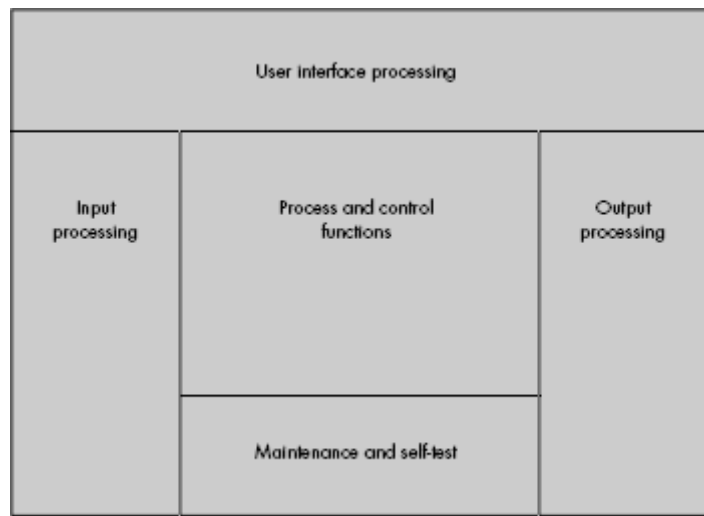 User interface processing
Input
processing
Process and control
functions
Output
processing
Maintenance and self-test